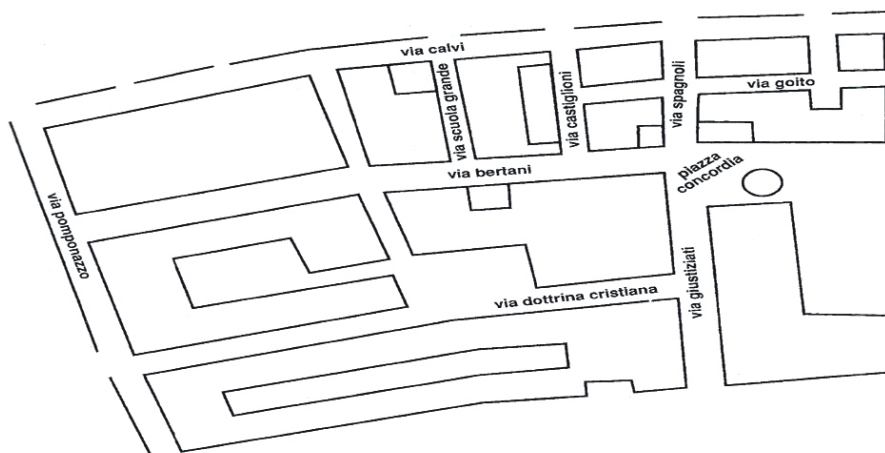 via calvi
via scuola grande
via castiglioni
via spagnoli
via goito
via bertani
piazza
concordia
via pomponazzo
via dottrina cristiana
via giustiziati